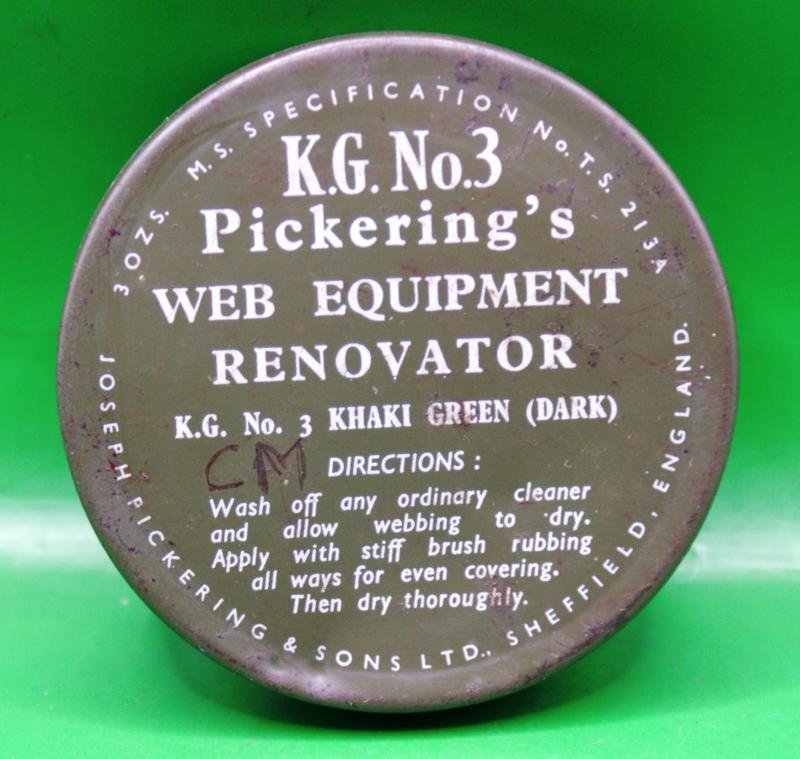 3 OZS. M.S. SPECIFICATION No. T.S. 213A
K.G. No.3
Pickering's
WEB EQUIPMENT
RENOVATOR
K.G. No. 3 KHAKI GREEN (DARK)
CM
DIRECTIONS :
Wash off any ordinary cleaner
and allow webbing to dry.
Apply with stiff brush rubbing
all ways for even covering.
Then dry thoroughly.
JOSEPH PICKERING & SONS LTD., SHEFFIELD, ENGLAND.